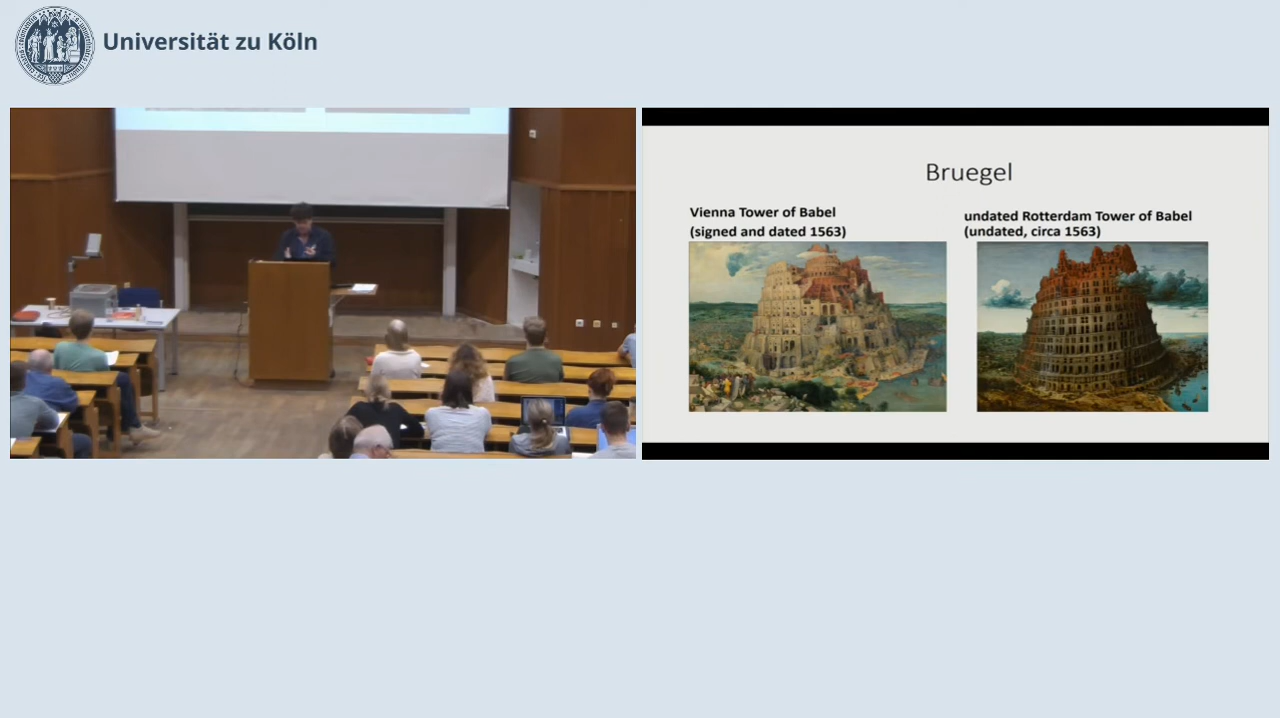 Universität zu Köln
Bruegel
Vienna Tower of Babel
(signed and dated 1563)
undated Rotterdam Tower of Babel
(undated, circa 1563)